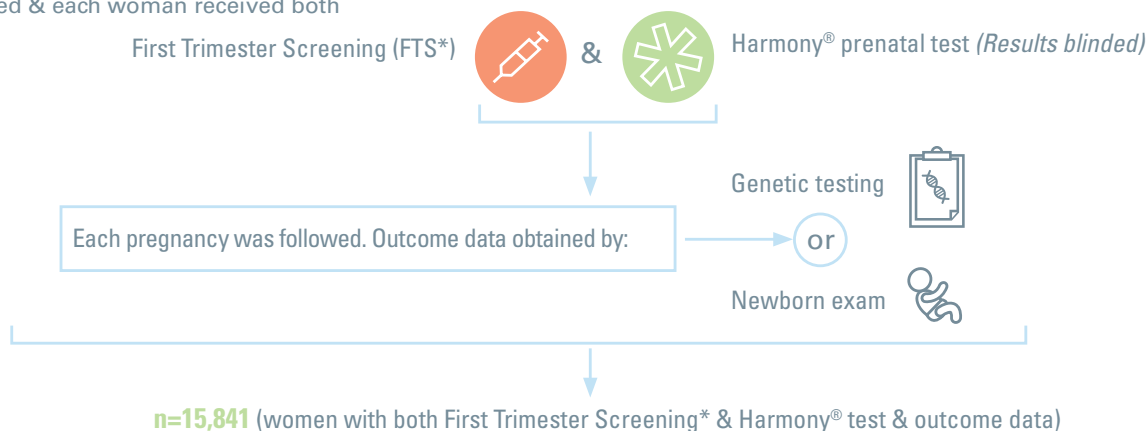 & each woman received both
First Trimester Screening (FTS*)
&
Harmony® prenatal test (Results blinded)
Genetic testing
Each pregnancy was followed. Outcome data obtained by:
or
Newborn exam
n=15,841 (women with both First Trimester Screening* & Harmony® test & outcome data)